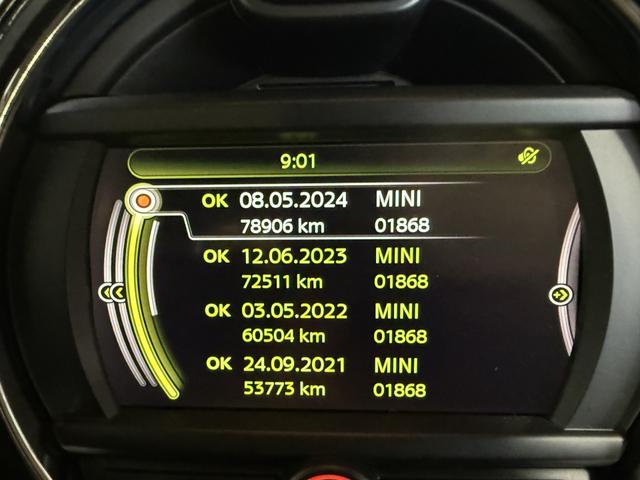 9:01
OK 08.05.2024 MINI
78906 km 01868
OK 12.06.2023 MINI
72511 km 01868
OK 03.05.2022 MINI
60504 km 01868
OK 24.09.2021 MINI
53773 km 01868